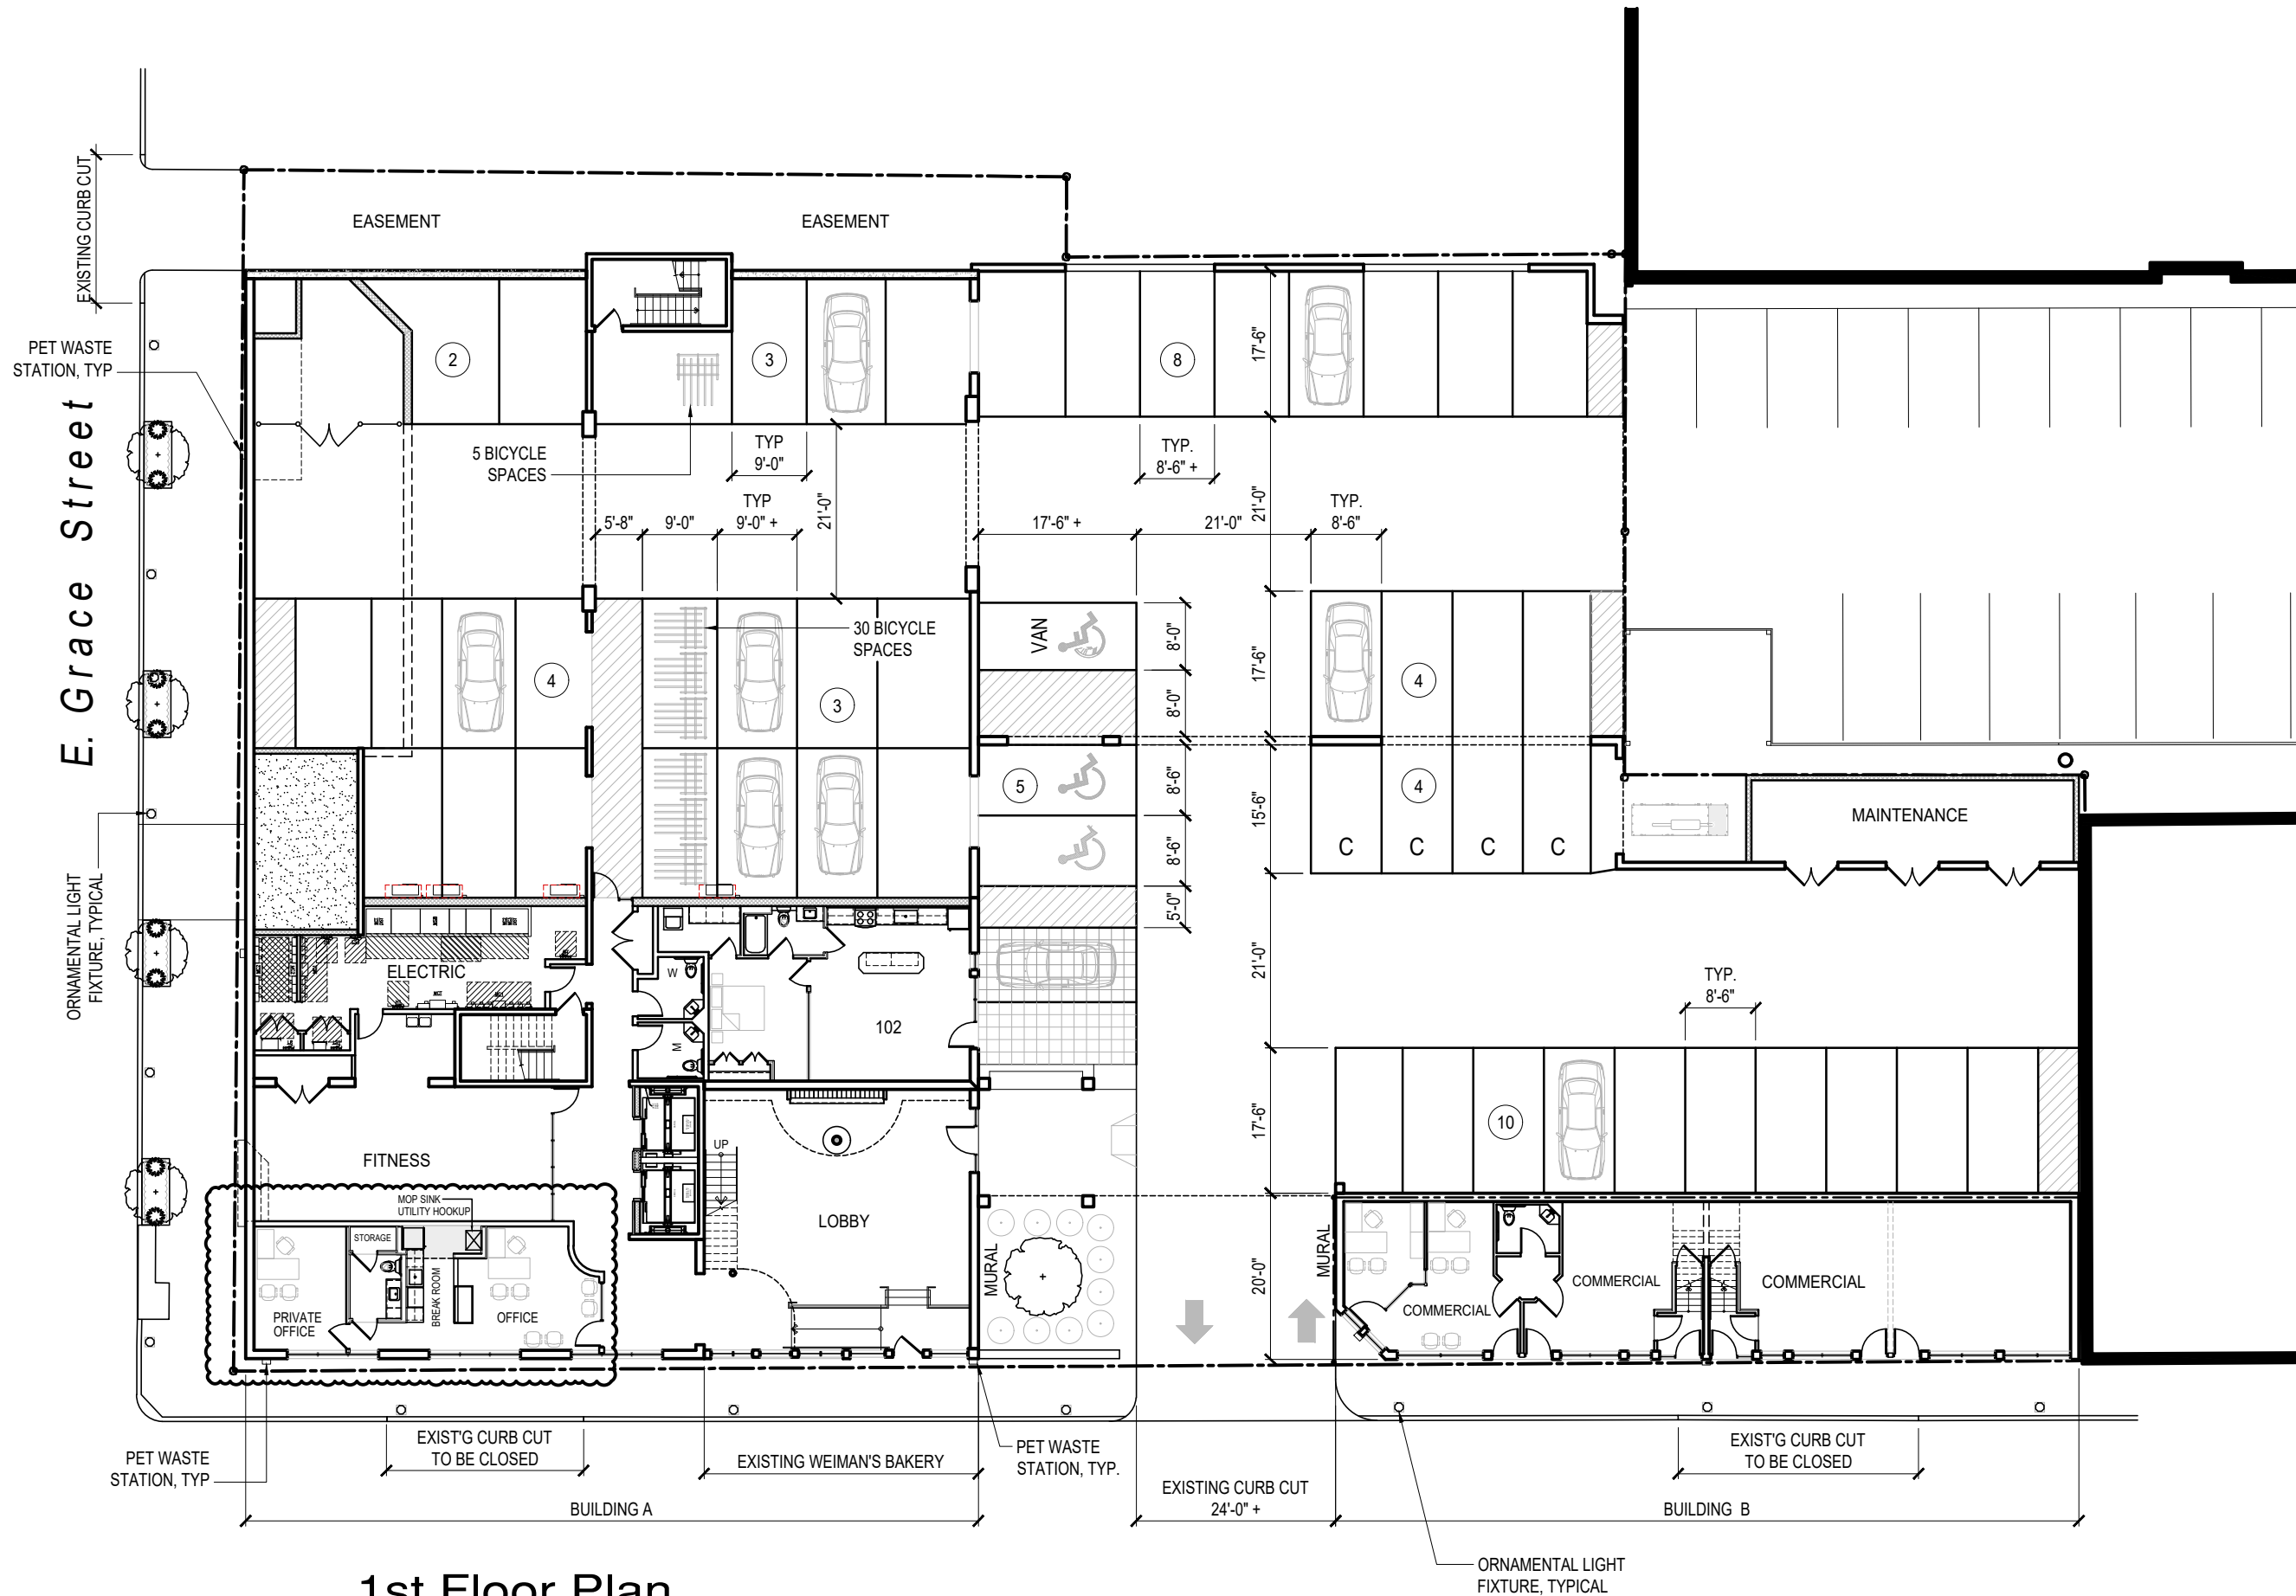 EXISTING CURB CUT
EASEMENT
EASEMENT
PET WASTE
STATION, TYP
E. Grace Street
2
3
8
17'-6"
5 BICYCLE
SPACES
TYP
9'-0"
TYP.
8'-6" +
5'-8"
9'-0"
TYP
9'-0" +
21'-0"
17'-6" +
21'-0"
21'-0"
TYP.
8'-6"
30 BICYCLE
SPACES
VAN
8'-0"
4
3
4
17'-6"
8'-0"
5
8'-6"
4
15'-6"
MAINTENANCE
8'-6"
C
C
C
C
ORNAMENTAL LIGHT
FIXTURE, TYPICAL
5'-0"
ELECTRIC
W
M
102
21'-0"
TYP.
8'-6"
10
17'-6"
UP
FITNESS
MOP SINK
UTILITY HOOKUP
STORAGE
LOBBY
PRIVATE
OFFICE
BREAK ROOM
OFFICE
MURAL
20'-0"
MURAL
COMMERCIAL
COMMERCIAL
COMMERCIAL
PET WASTE
STATION, TYP
EXIST'G CURB CUT
TO BE CLOSED
EXISTING WEIMAN'S BAKERY
PET WASTE
STATION, TYP.
EXIST'G CURB CUT
TO BE CLOSED
BUILDING A
EXISTING CURB CUT
24'-0" +
BUILDING B
ORNAMENTAL LIGHT
FIXTURE, TYPICAL
1st Floor Plan